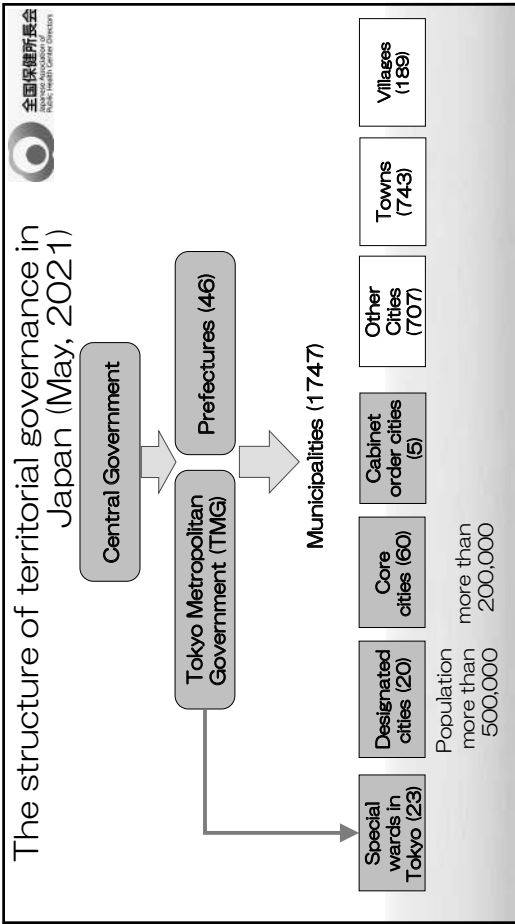 The structure of territorial governance in
Japan (May, 2021)
全国保健所長会
Japanese Association of
Public Health Center Directors
Central Government
Tokyo Metropolitan
Government (TMG)
Prefectures (46)
Municipalities (1747)
Special
wards in
Tokyo (23)
Designated
cities (20)
Core
cities (60)
Cabinet
order cities
(5)
Other
Cities
(707)
Towns
(743)
Villages
(189)
Population
more than
500,000
more than
200,000